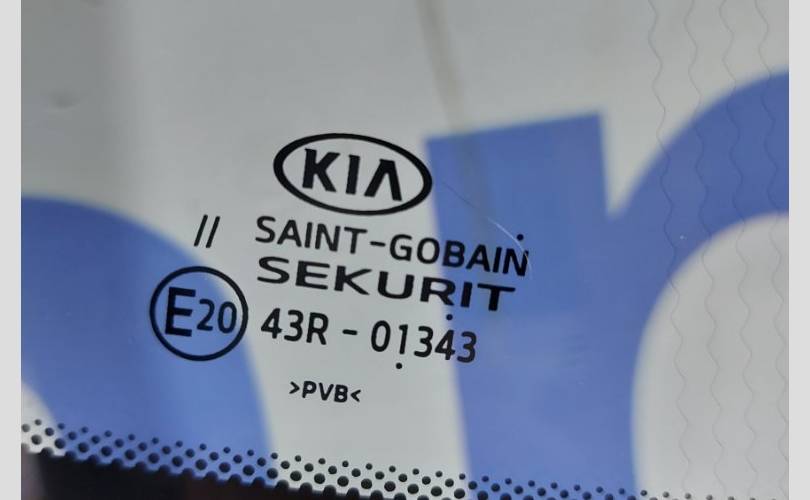 KIA
// SAINT-GOBAIN
SEKURIT
E20 43R - 01343
>PVB<